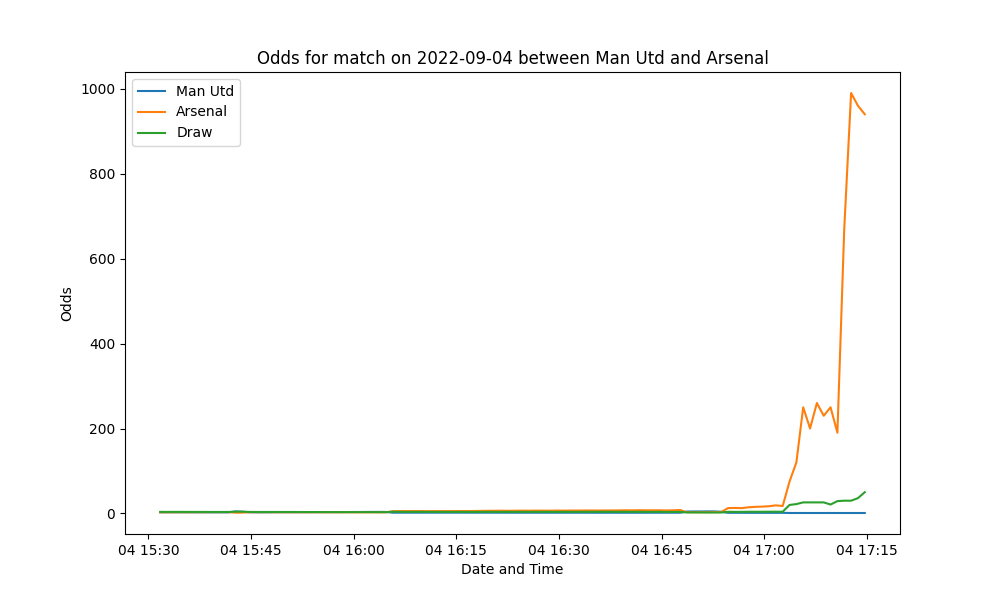 Odds for match on 2022-09-04 between Man Utd and Arsenal
Man Utd
Arsenal
Draw
1000
800
600
400
200
0
Odds
04 15:30 04 15:45 04 16:00 04 16:15 04 16:30 04 16:45 04 17:00 04 17:15
Date and Time